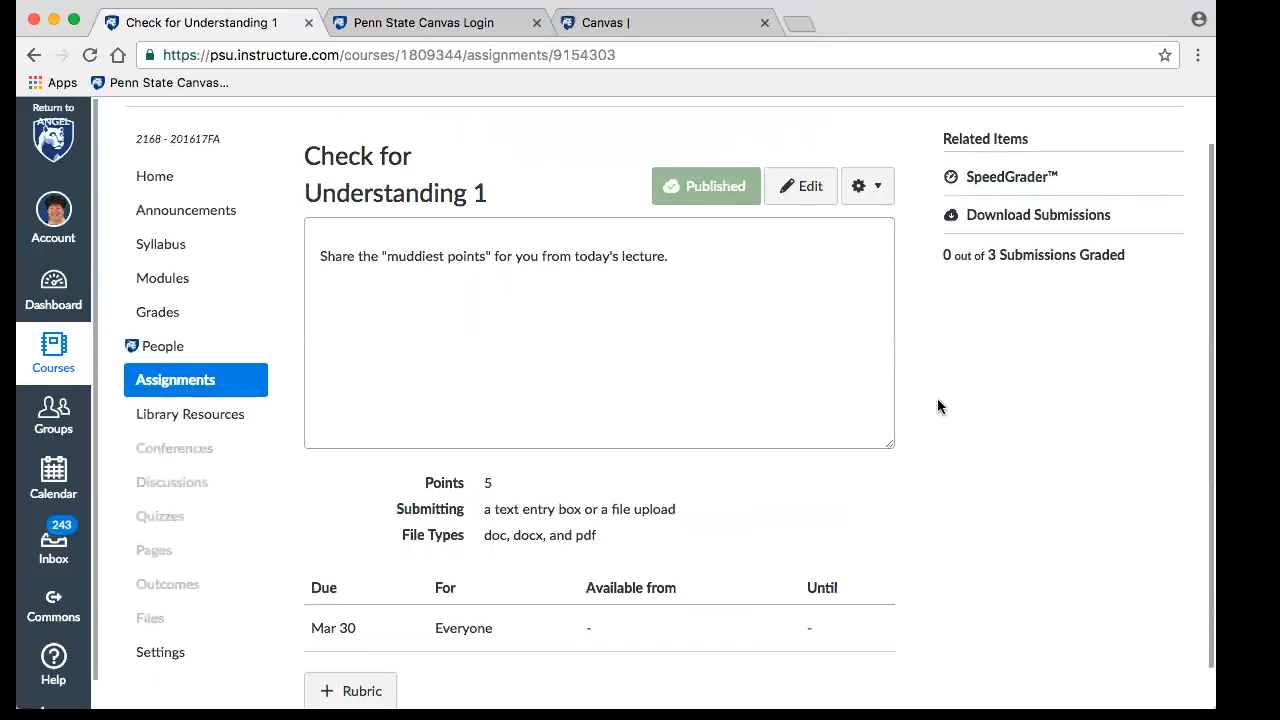 Check for Understanding 1
Penn State Canvas Login
Canvas |
https://psu.instructure.com/courses/1809344/assignments/9154303
Apps
Penn State Canvas...
Return to
ANGEL
Account
Dashboard
Courses
Groups
Calendar
243
Inbox
Commons
Help
2168 - 201617FA
Home
Announcements
Syllabus
Modules
Grades
People
Assignments
Library Resources
Conferences
Discussions
Quizzes
Pages
Outcomes
Files
Settings
Check for
Understanding 1
Published
Edit
Share the "muddiest points" for you from today's lecture.
Points 5
Submitting a text entry box or a file upload
File Types doc, docx, and pdf
Due For Available from Until
Mar 30 Everyone - -
+ Rubric
Related Items
SpeedGrader™
Download Submissions
0 out of 3 Submissions Graded